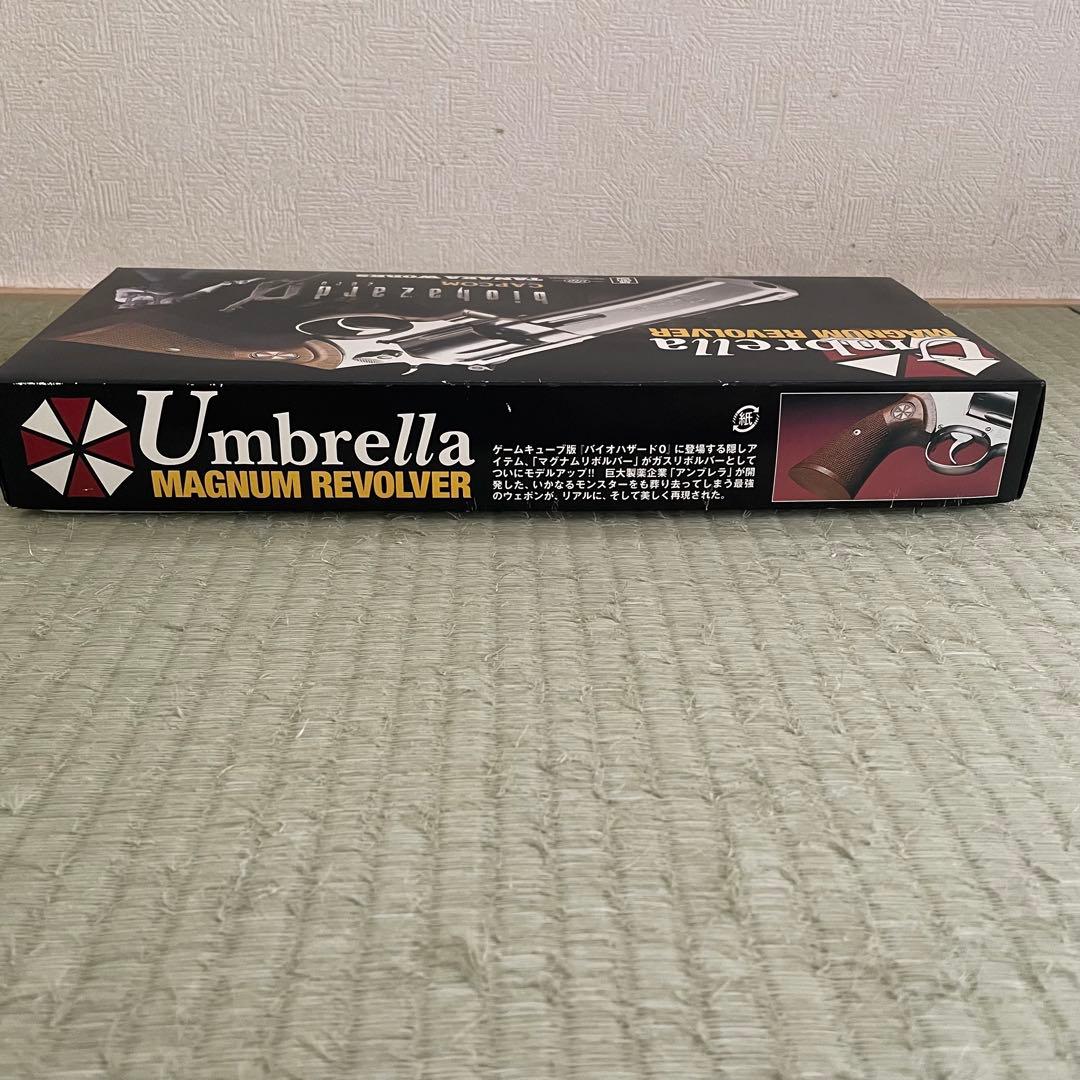 CAPCOM
TANAKA WORKS
biohazard
Umbrella
MAGNUM REVOLVER
Umbrella
MAGNUM REVOLVER
紙
ゲームキューブ版『バイオハザード0』に登場する隠しア
イテム、「マグナムリボルバー」がガスリボルバーとして
ついにモデルアップ!! 巨大製薬企業「アンブレラ」が開
発した、いかなるモンスターをも葬り去ってしまう最強
のウェポンが、リアルに、そして美しく再現された。